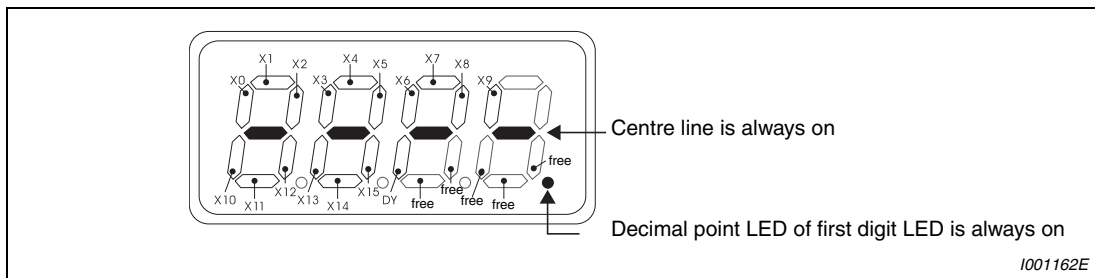 X1 X4 X7
X0 X2 X3 X5 X6 X8 X9
Centre line is always on
free
X10 X11 X12 X13 X14 X15 DY free free free free
Decimal point LED of first digit LED is always on
I001162E